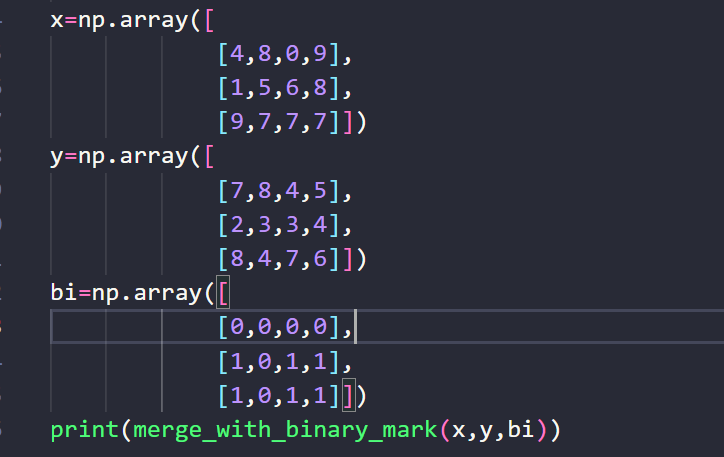 x=np.array([
[4,8,0,9],
[1,5,6,8],
[9,7,7,7]])
y=np.array([
[7,8,4,5],
[2,3,3,4],
[8,4,7,6]])
bi=np.array([
[0,0,0,0],
[1,0,1,1],
[1,0,1,1]])
print(merge_with_binary_mark(x,y,bi))